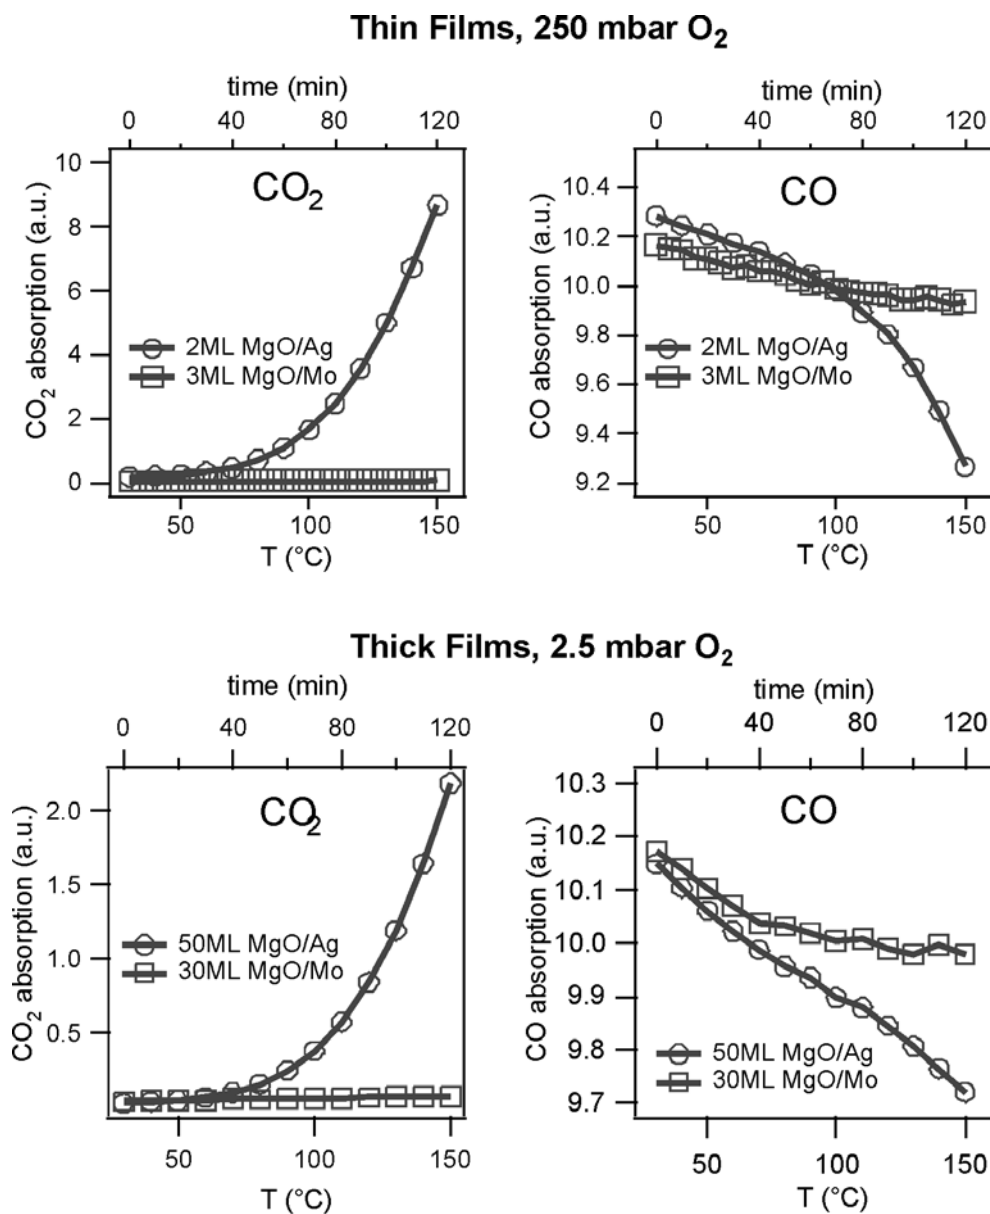 Thin Films, 250 mbar O2
time (min)
0 40 80 120
CO2 absorption (a.u.)
10
8
6
4
2
0
CO2
2ML MgO/Ag
3ML MgO/Mo
50 100 150
T (°C)
time (min)
0 40 80 120
CO absorption (a.u.)
10.4
10.2
10.0
9.8
9.6
9.4
9.2
CO
2ML MgO/Ag
3ML MgO/Mo
50 100 150
T (°C)
Thick Films, 2.5 mbar O2
time (min)
0 40 80 120
CO2 absorption (a.u.)
2.0
1.5
1.0
0.5
CO2
50ML MgO/Ag
30ML MgO/Mo
50 100 150
T (°C)
time (min)
0 40 80 120
CO absorption (a.u.)
10.3
10.2
10.1
10.0
9.9
9.8
9.7
CO
50ML MgO/Ag
30ML MgO/Mo
50 100 150
T (°C)